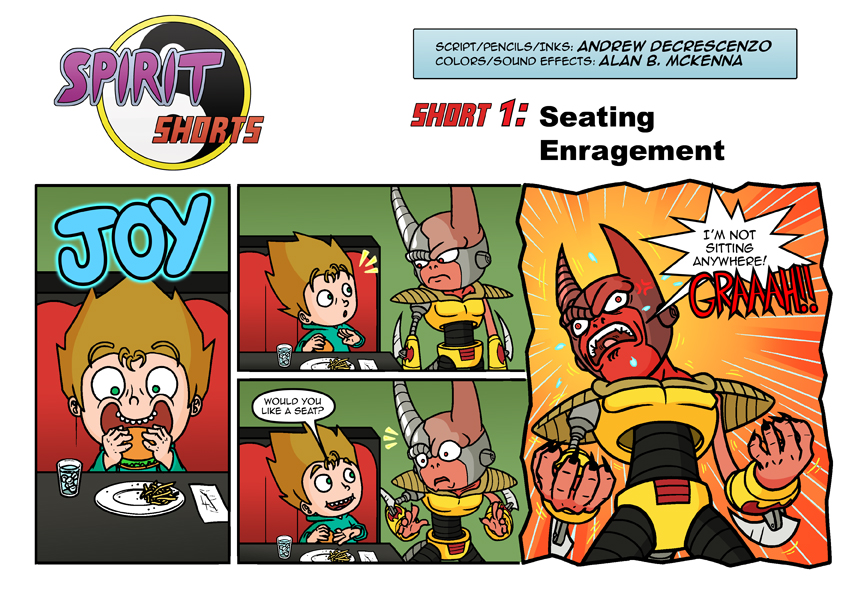 SPIRIT
SHORTS
SCRIPT/PENCILS/INKS: ANDREW DECRESCENZO
COLORS/SOUND EFFECTS: ALAN B. MCKENNA
SHORT 1: Seating
Enragement
JOY
WOULD YOU
LIKE A SEAT?
I'M NOT
SITTING
ANYWHERE!
GRAAAH!!